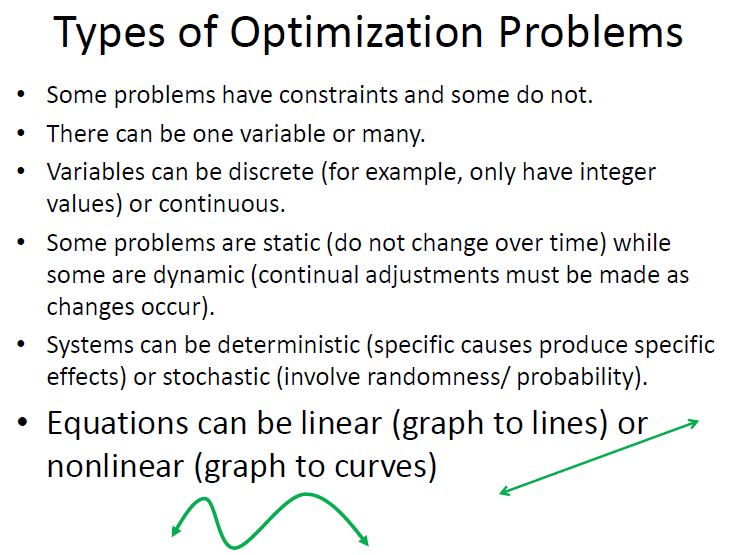 Types of Optimization Problems
• Some problems have constraints and some do not.
• There can be one variable or many.
• Variables can be discrete (for example, only have integer
values) or continuous.
• Some problems are static (do not change over time) while
some are dynamic (continual adjustments must be made as
changes occur).
• Systems can be deterministic (specific causes produce specific
effects) or stochastic (involve randomness/ probability).
• Equations can be linear (graph to lines) or
nonlinear (graph to curves)